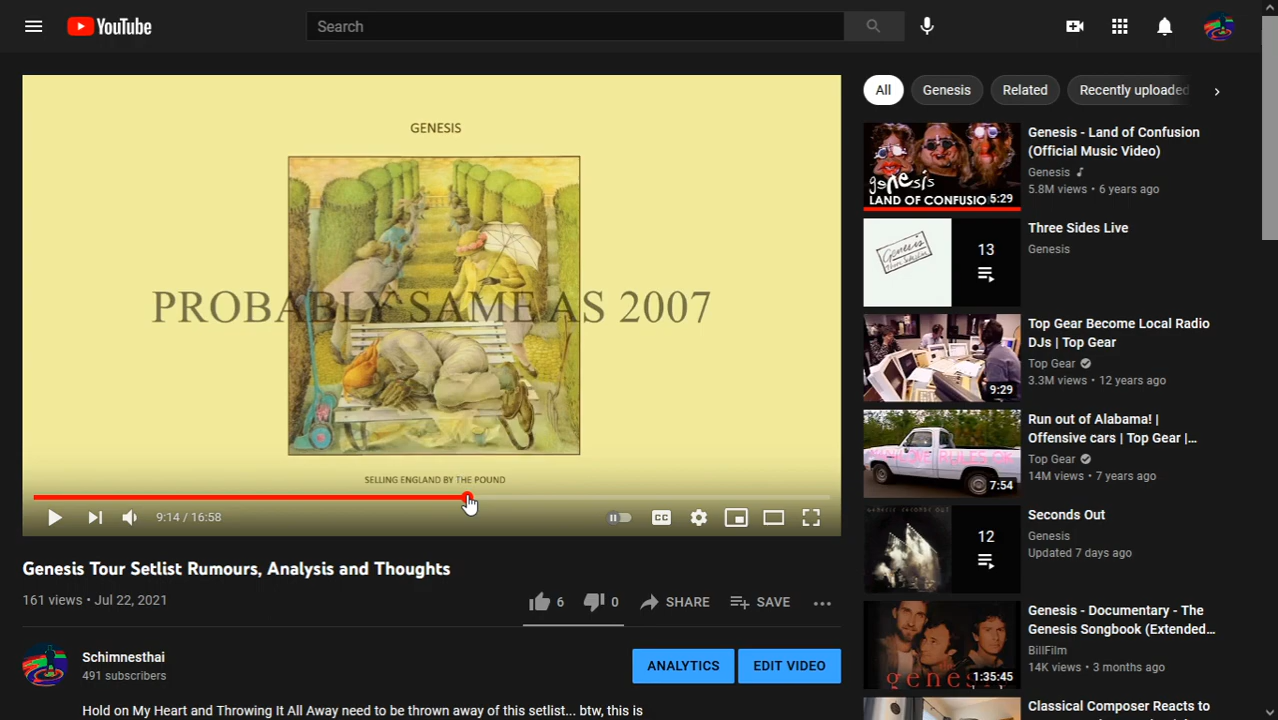 YouTube
Search
GENESIS
PROBABLY SAME AS 2007
SELLING ENGLAND BY THE POUND
9:14 / 16:58
CC
Genesis Tour Setlist Rumours, Analysis and Thoughts
161 views • Jul 22, 2021
6
0
SHARE
SAVE
Schimnesthai
491 subscribers
ANALYTICS
EDIT VIDEO
Hold on My Heart and Throwing It All Away need to be thrown away of this setlist... btw, this is
All
Genesis
Related
Recently uploaded
genesis
LAND OF CONFUSIO
5:29
Genesis - Land of Confusion
(Official Music Video)
Genesis
5.8M views • 6 years ago
Genesis
Three Sides Live
13
Three Sides Live
Genesis
9:29
Top Gear Become Local Radio
DJs | Top Gear
Top Gear
3.3M views • 12 years ago
7:54
Run out of Alabama! |
Offensive cars | Top Gear |...
Top Gear
14M views • 7 years ago
12
Seconds Out
Genesis
Updated 7 days ago
genesis
1:35:45
Genesis - Documentary - The
Genesis Songbook (Extended...
BillFilm
14K views • 3 months ago
Classical Composer Reacts to